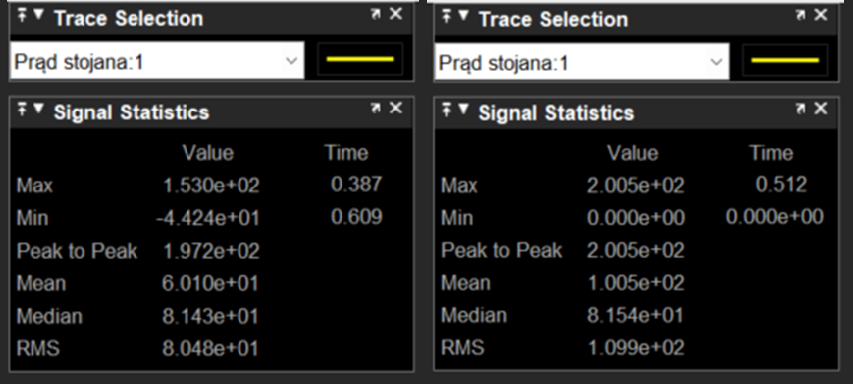 Trace Selection
Prąd stojana:1
Signal Statistics
Value Time
Max 1.530e+02 0.387
Min -4.424e+01 0.609
Peak to Peak 1.972e+02
Mean 6.010e+01
Median 8.143e+01
RMS 8.048e+01
Trace Selection
Prąd stojana:1
Signal Statistics
Value Time
Max 2.005e+02 0.512
Min 0.000e+00 0.000e+00
Peak to Peak 2.005e+02
Mean 1.005e+02
Median 8.154e+01
RMS 1.099e+02